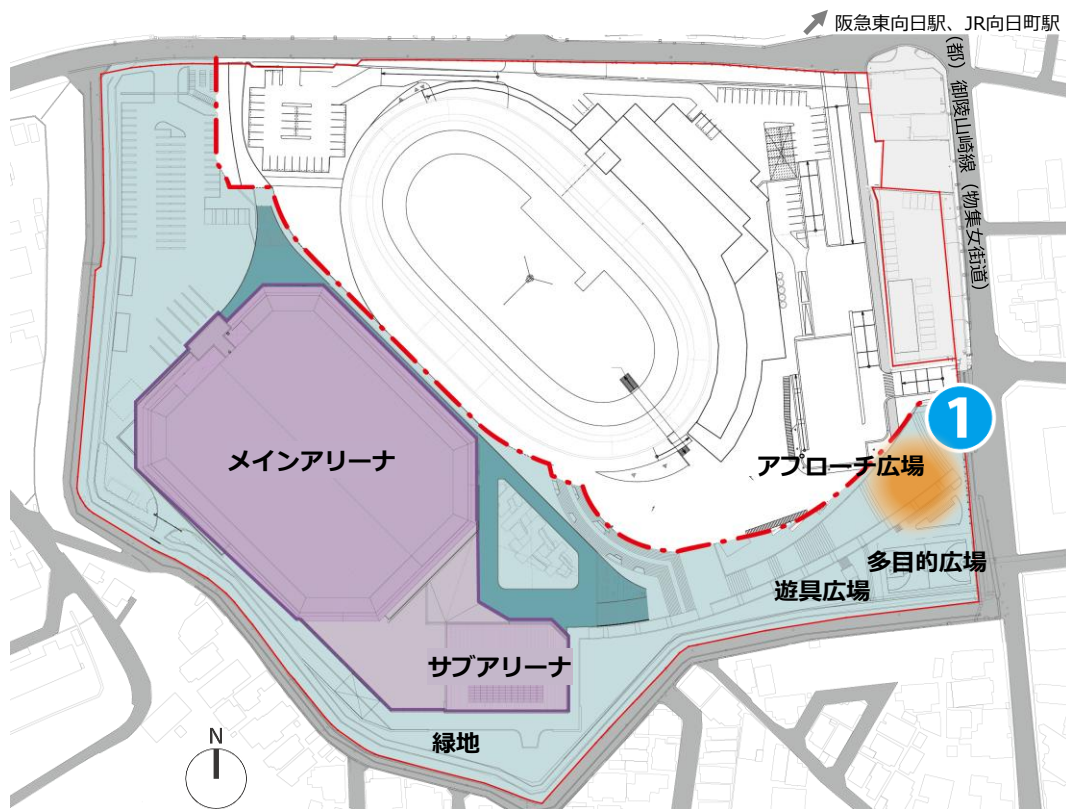 阪急東向日駅、JR向日町駅
（都）御陵山崎線（物集女街道）
1
アプローチ広場
メインアリーナ
多目的広場
遊具広場
サブアリーナ
緑地
N